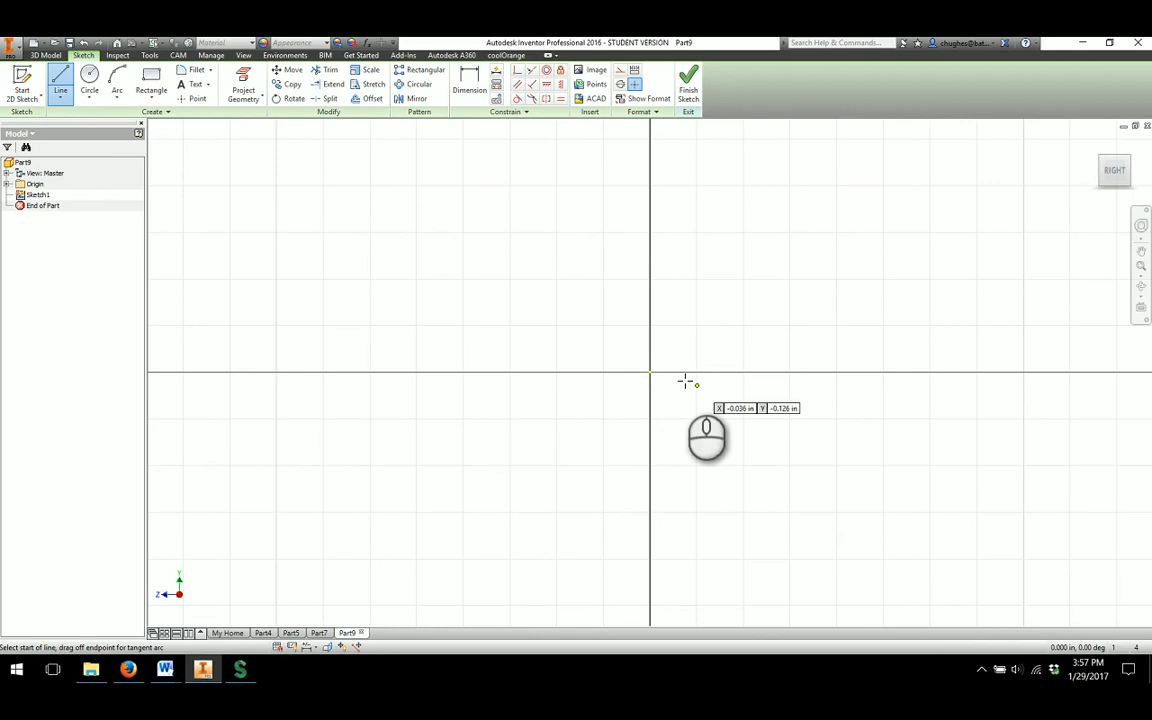 Material Appearance Autodesk Inventor Professional 2016 - STUDENT VERSION Part9 Search Help & Commands... chughes@bat...
PRO 3D Model Sketch Inspect Tools CAM Manage View Environments BIM Get Started Add-Ins Autodesk A360 coolOrange
Start 2D Sketch Line Circle Arc Rectangle Fillet Text Point Project Geometry Move Copy Rotate Trim Extend Split Scale Stretch Offset Rectangular Circular Mirror Dimension Image Points ACAD Show Format Finish Sketch
Sketch Create Modify Pattern Constrain Insert Format Exit
Model
Part9
View: Master
Origin
Sketch1
End of Part
RIGHT
X -0.036 in Y -0.126 in
Y
Z
My Home Part4 Part5 Part7 Part9
Select start of line, drag off endpoint for tangent arc 0.000 in, 0.00 deg 1 4
3:57 PM
1/29/2017